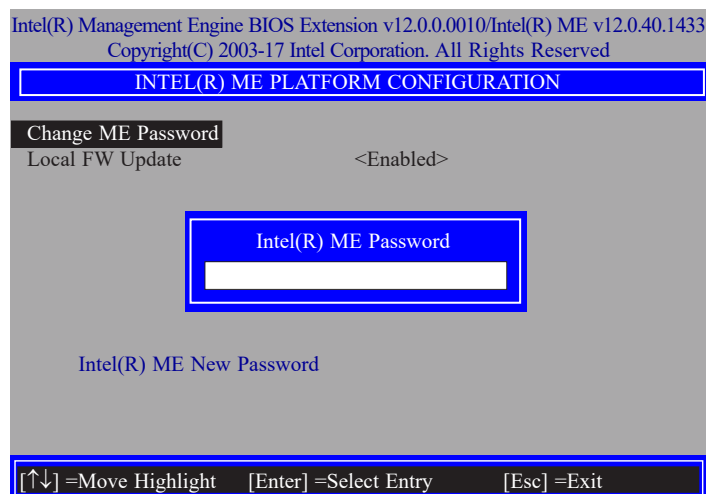 Intel(R) Management Engine BIOS Extension v12.0.0.0010/Intel(R) ME v12.0.40.1433
Copyright(C) 2003-17 Intel Corporation. All Rights Reserved
INTEL(R) ME PLATFORM CONFIGURATION
Change ME Password
Local FW Update <Enabled>
Intel(R) ME Password
Intel(R) ME New Password
[↑↓] =Move Highlight [Enter] =Select Entry [Esc] =Exit